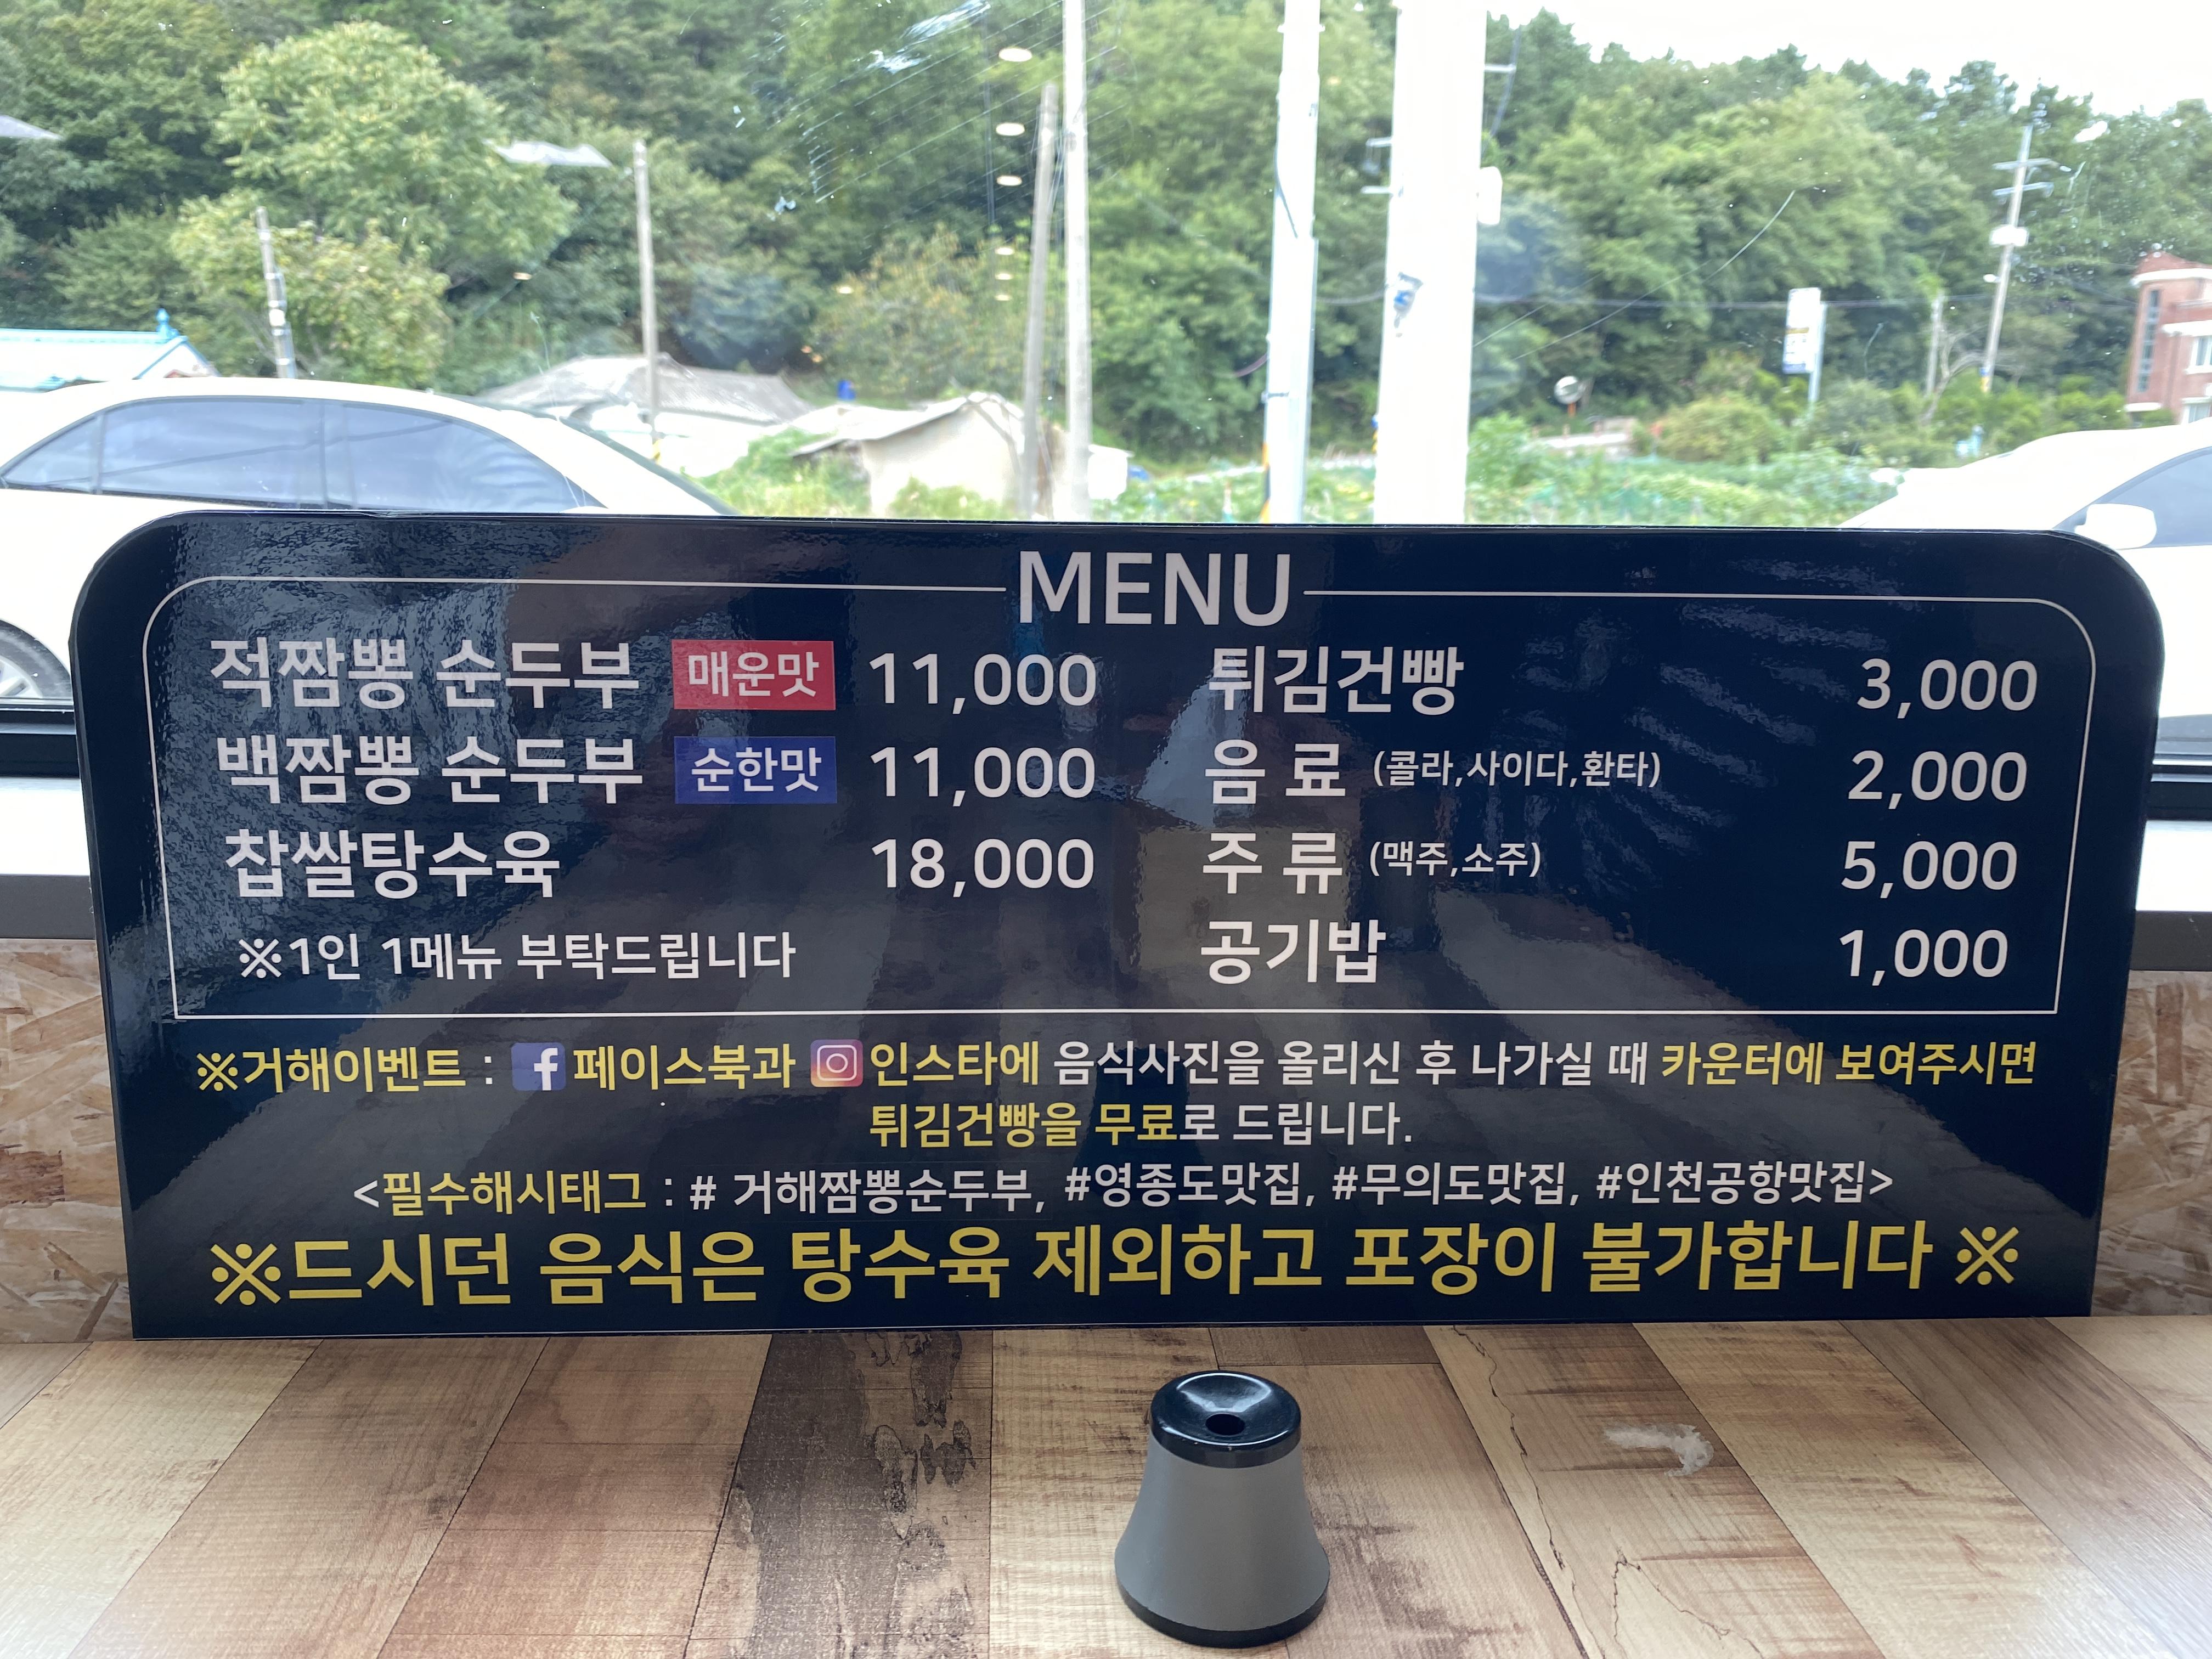 MENU
적짬뽕 순두부 매운맛 11,000
백짬뽕 순두부 순한맛 11,000
찹쌀탕수육 18,000
※1인 1메뉴 부탁드립니다
튀김건빵 3,000
음 료 (콜라,사이다,환타) 2,000
주 류 (맥주,소주) 5,000
공기밥 1,000
※거해이벤트 : f 페이스북과 인스타에 음식사진을 올리신 후 나가실 때 카운터에 보여주시면
튀김건빵을 무료로 드립니다.
<필수해시태그 : # 거해짬뽕순두부, #영종도맛집, #무의도맛집, #인천공항맛집>
※드시던 음식은 탕수육 제외하고 포장이 불가합니다 ※